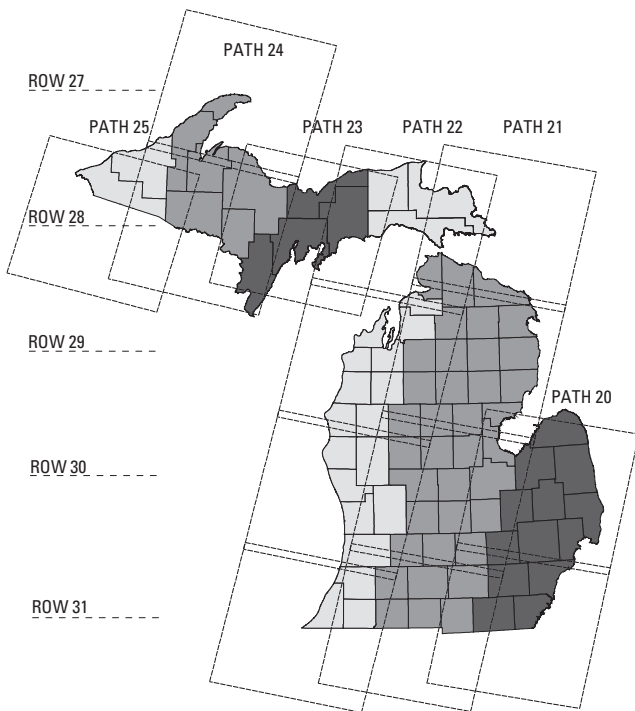 PATH 24
ROW 27
PATH 25
PATH 23
PATH 22
PATH 21
ROW 28
ROW 29
PATH 20
ROW 30
ROW 31